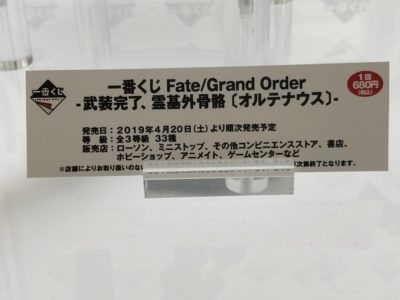 一番くじ
一番くじ Fate/Grand Order
-武装完了、霊基外骨骼〔オルテナウス〕-
1回
680円
(税込)
発売日：2019年4月20日(土)より順次発売予定
等　級：全3等級 33種
販売店：ローソン、ミニストップ、その他コンビニエンスストア、書店、
ホビーショップ、アニメイト、ゲームセンターなど
※店舗によりお取り扱いのない
次第終了となります。